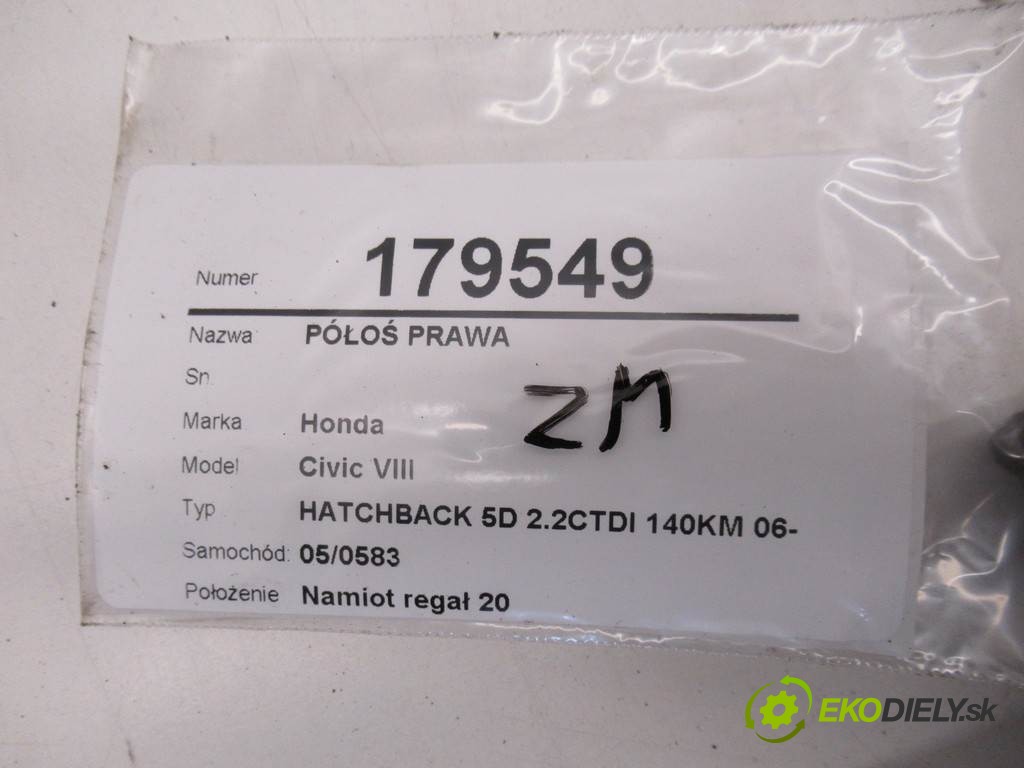 Numer 179549
Nazwa PÓŁOŚ PRAWA
Sn.
ZM
Marka Honda
Model Civic VIII
Typ HATCHBACK 5D 2.2CTDI 140KM 06-
Samochód: 05/0583
Położenie Namiot regał 20
EKODIELY.sk